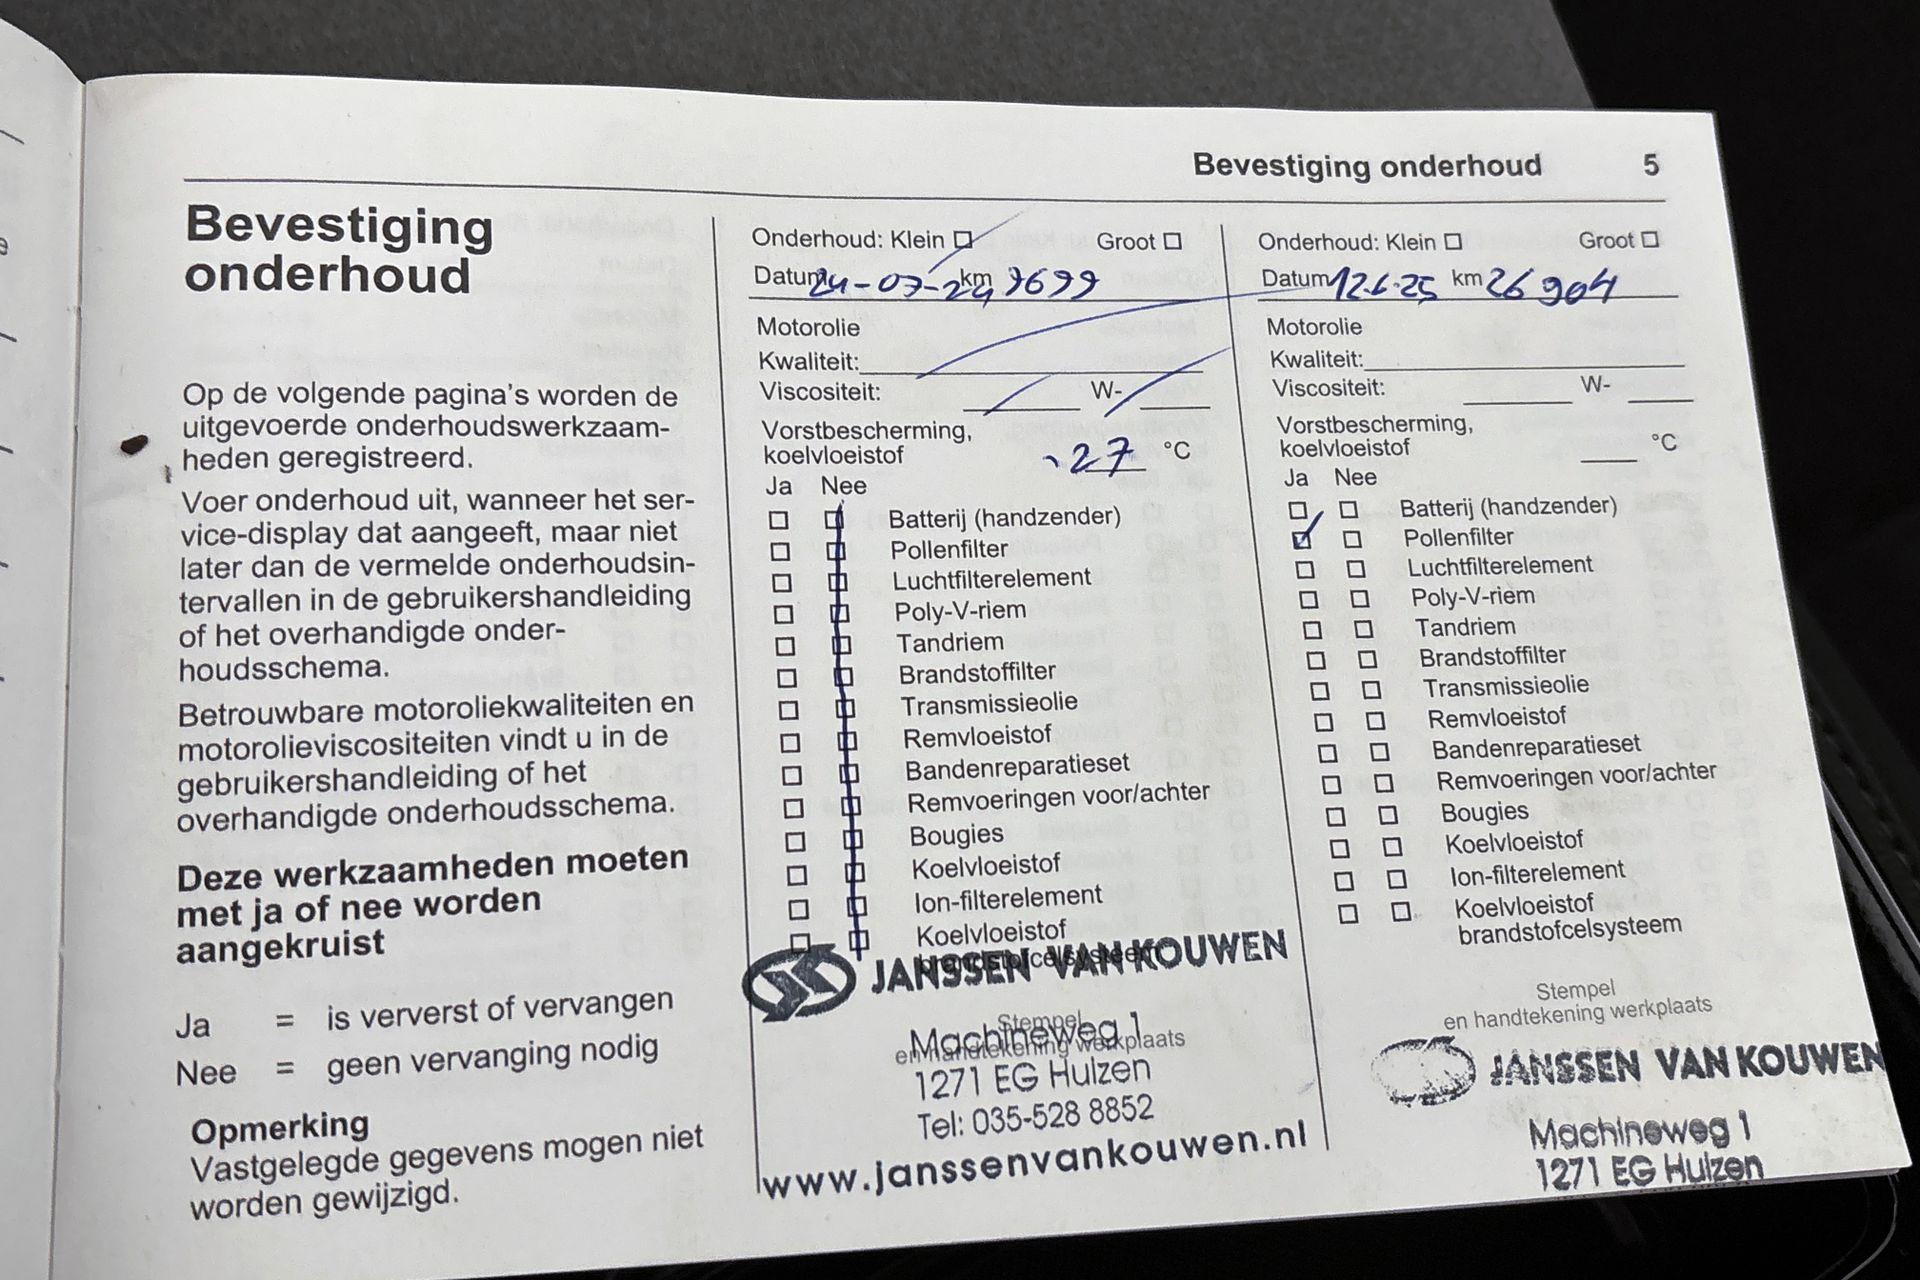 Bevestiging onderhoud 5
Bevestiging
onderhoud
Op de volgende pagina's worden de
uitgevoerde onderhoudswerkzaam-
heden geregistreerd.
Voer onderhoud uit, wanneer het ser-
vice-display dat aangeeft, maar niet
later dan de vermelde onderhoudsin-
tervallen in de gebruikershandleiding
of het overhandigde onder-
houdsschema.
Betrouwbare motoroliekwaliteiten en
motorolieviscositeiten vindt u in de
gebruikershandleiding of het
overhandigde onderhoudsschema.
Deze werkzaamheden moeten
met ja of nee worden
aangekruist
Ja = is ververst of vervangen
Nee = geen vervanging nodig
Opmerking
Vastgelegde gegevens mogen niet
worden gewijzigd.
Onderhoud: Klein Groot
Datum 24-07-24 km 9699
Motorolie
Kwaliteit:
Viscositeit: W-
Vorstbescherming,
koelvloeistof -27 °C
Ja Nee
Batterij (handzender)
Pollenfilter
Luchtfilterelement
Poly-V-riem
Tandriem
Brandstoffilter
Transmissieolie
Remvloeistof
Bandenreparatieset
Remvoeringen voor/achter
Bougies
Koelvloeistof
Ion-filterelement
Koelvloeistof
brandstofcelsysteem
JANSSEN VAN KOUWEN
Stempel
en handtekening werkplaats
Machineweg 1
1271 EG Huizen
Tel: 035-528 8852
www.janssenvankouwen.nl
Onderhoud: Klein Groot
Datum 12-6-25 km 26904
Motorolie
Kwaliteit:
Viscositeit: W-
Vorstbescherming,
koelvloeistof °C
Ja Nee
Batterij (handzender)
Pollenfilter
Luchtfilterelement
Poly-V-riem
Tandriem
Brandstoffilter
Transmissieolie
Remvloeistof
Bandenreparatieset
Remvoeringen voor/achter
Bougies
Koelvloeistof
Ion-filterelement
Koelvloeistof
brandstofcelsysteem
Stempel
en handtekening werkplaats
JANSSEN VAN KOUWEN
Machineweg 1
1271 EG Huizen